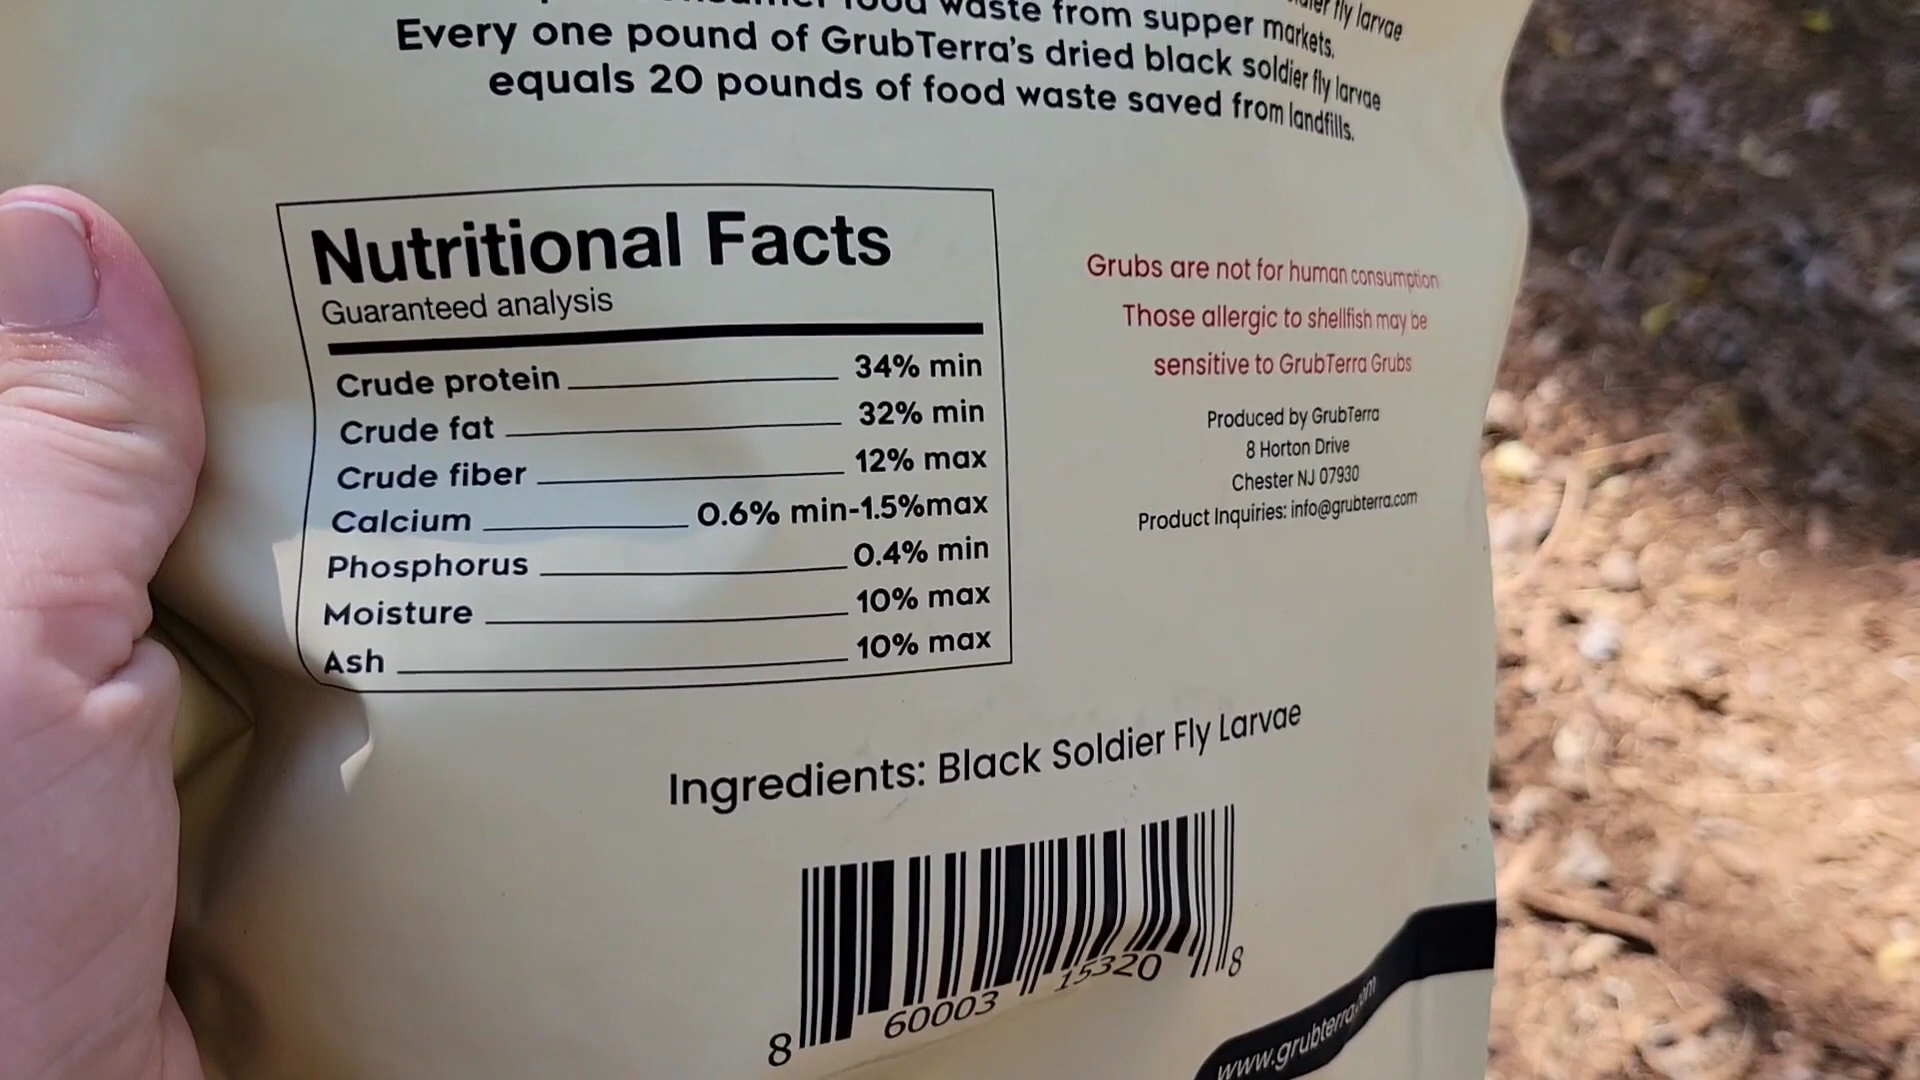 soldier fly larvae
consumer food waste from supper markets.
Every one pound of GrubTerra's dried black soldier fly larvae
equals 20 pounds of food waste saved from landfills.
Nutritional Facts
Guaranteed analysis
Crude protein 34% min
Crude fat 32% min
Crude fiber 12% max
Calcium 0.6% min-1.5%max
Phosphorus 0.4% min
Moisture 10% max
Ash 10% max
Grubs are not for human consumption
Those allergic to shellfish may be
sensitive to GrubTerra Grubs
Produced by GrubTerra
8 Horton Drive
Chester NJ 07930
Product Inquiries: info@grubterra.com
Ingredients: Black Soldier Fly Larvae
8 60003 15320 8
www.grubterra.com